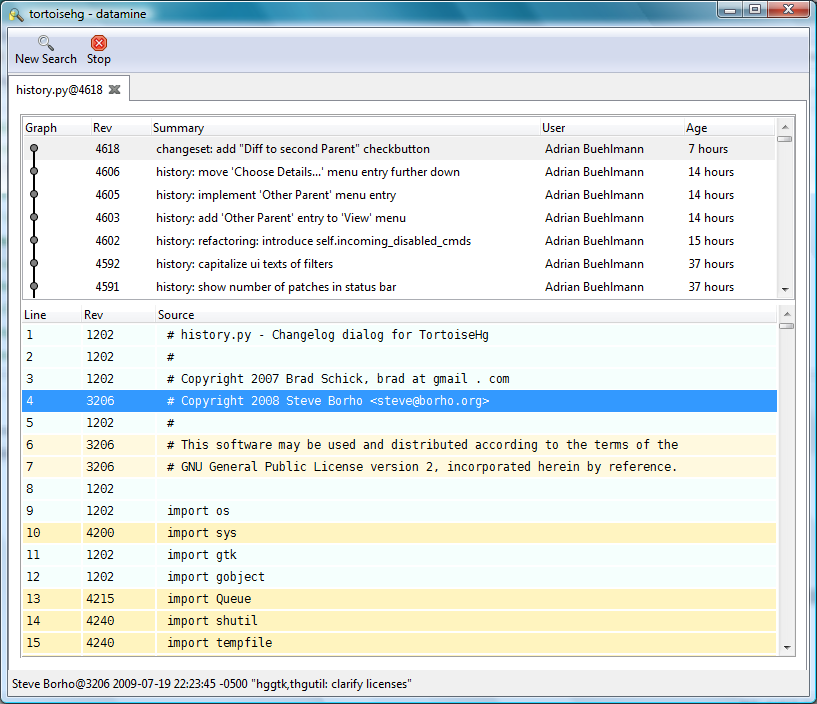 tortoisehg - datamine
New Search Stop
history.py@4618
Graph Rev Summary User Age
4618 changeset: add "Diff to second Parent" checkbutton Adrian Buehlmann 7 hours
4606 history: move 'Choose Details...' menu entry further down Adrian Buehlmann 14 hours
4605 history: implement 'Other Parent' menu entry Adrian Buehlmann 14 hours
4603 history: add 'Other Parent' entry to 'View' menu Adrian Buehlmann 14 hours
4602 history: refactoring: introduce self.incoming_disabled_cmds Adrian Buehlmann 15 hours
4592 history: capitalize ui texts of filters Adrian Buehlmann 37 hours
4591 history: show number of patches in status bar Adrian Buehlmann 37 hours
Line Rev Source
1 1202 # history.py - Changelog dialog for TortoiseHg
2 1202 #
3 1202 # Copyright 2007 Brad Schick, brad at gmail . com
4 3206 # Copyright 2008 Steve Borho <steve@borho.org>
5 1202 #
6 3206 # This software may be used and distributed according to the terms of the
7 3206 # GNU General Public License version 2, incorporated herein by reference.
8 1202
9 1202 import os
10 4200 import sys
11 1202 import gtk
12 1202 import gobject
13 4215 import Queue
14 4240 import shutil
15 4240 import tempfile
Steve Borho@3206 2009-07-19 22:23:45 -0500 "hggtk,thgutil: clarify licenses"